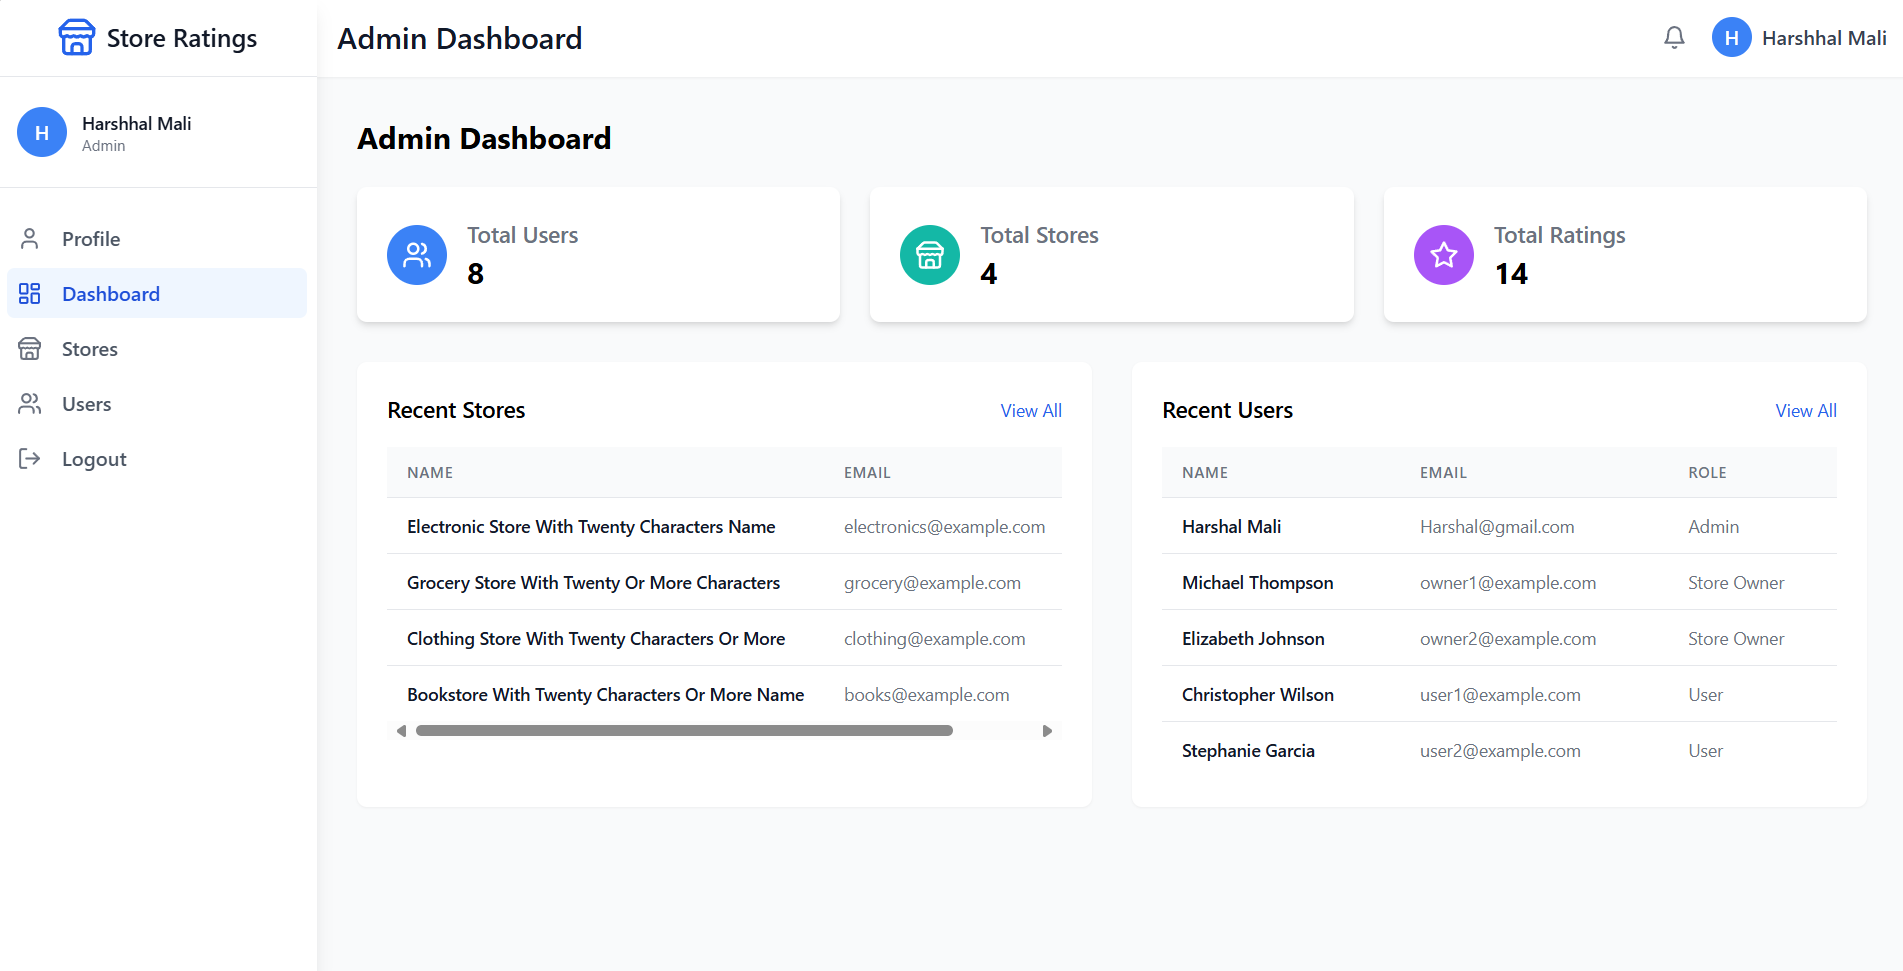 Store Ratings
Admin Dashboard
H Harshhal Mali
H Harshhal Mali
Admin
Profile
Dashboard
Stores
Users
Logout
Admin Dashboard
Total Users
8
Total Stores
4
Total Ratings
14
Recent Stores View All
NAME EMAIL
Electronic Store With Twenty Characters Name electronics@example.com
Grocery Store With Twenty Or More Characters grocery@example.com
Clothing Store With Twenty Characters Or More clothing@example.com
Bookstore With Twenty Characters Or More Name books@example.com
Recent Users View All
NAME EMAIL ROLE
Harshal Mali Harshal@gmail.com Admin
Michael Thompson owner1@example.com Store Owner
Elizabeth Johnson owner2@example.com Store Owner
Christopher Wilson user1@example.com User
Stephanie Garcia user2@example.com User